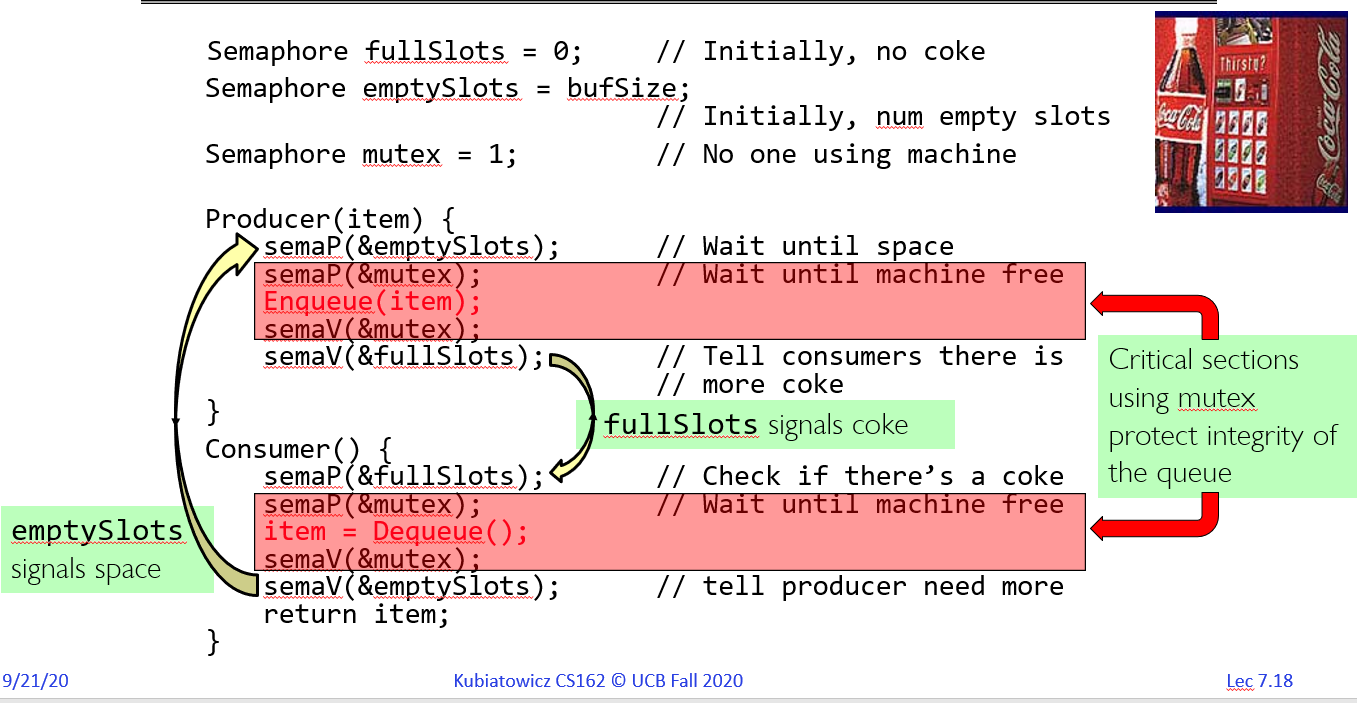 Semaphore fullSlots = 0; // Initially, no coke
Semaphore emptySlots = bufSize;
// Initially, num empty slots
Semaphore mutex = 1; // No one using machine
Producer(item) {
semaP(&emptySlots); // Wait until space
semaP(&mutex); // Wait until machine free
Enqueue(item);
semaV(&mutex);
semaV(&fullSlots); // Tell consumers there is
// more coke
}
Consumer() {
semaP(&fullSlots); // Check if there’s a coke
semaP(&mutex); // Wait until machine free
item = Dequeue();
semaV(&mutex);
semaV(&emptySlots); // tell producer need more
return item;
}
fullSlots signals coke
emptySlots
signals space
Critical sections
using mutex
protect integrity of
the queue
Thirsty?
Coca-Cola
Coca-Cola
9/21/20 Kubiatowicz CS162 © UCB Fall 2020 Lec 7.18